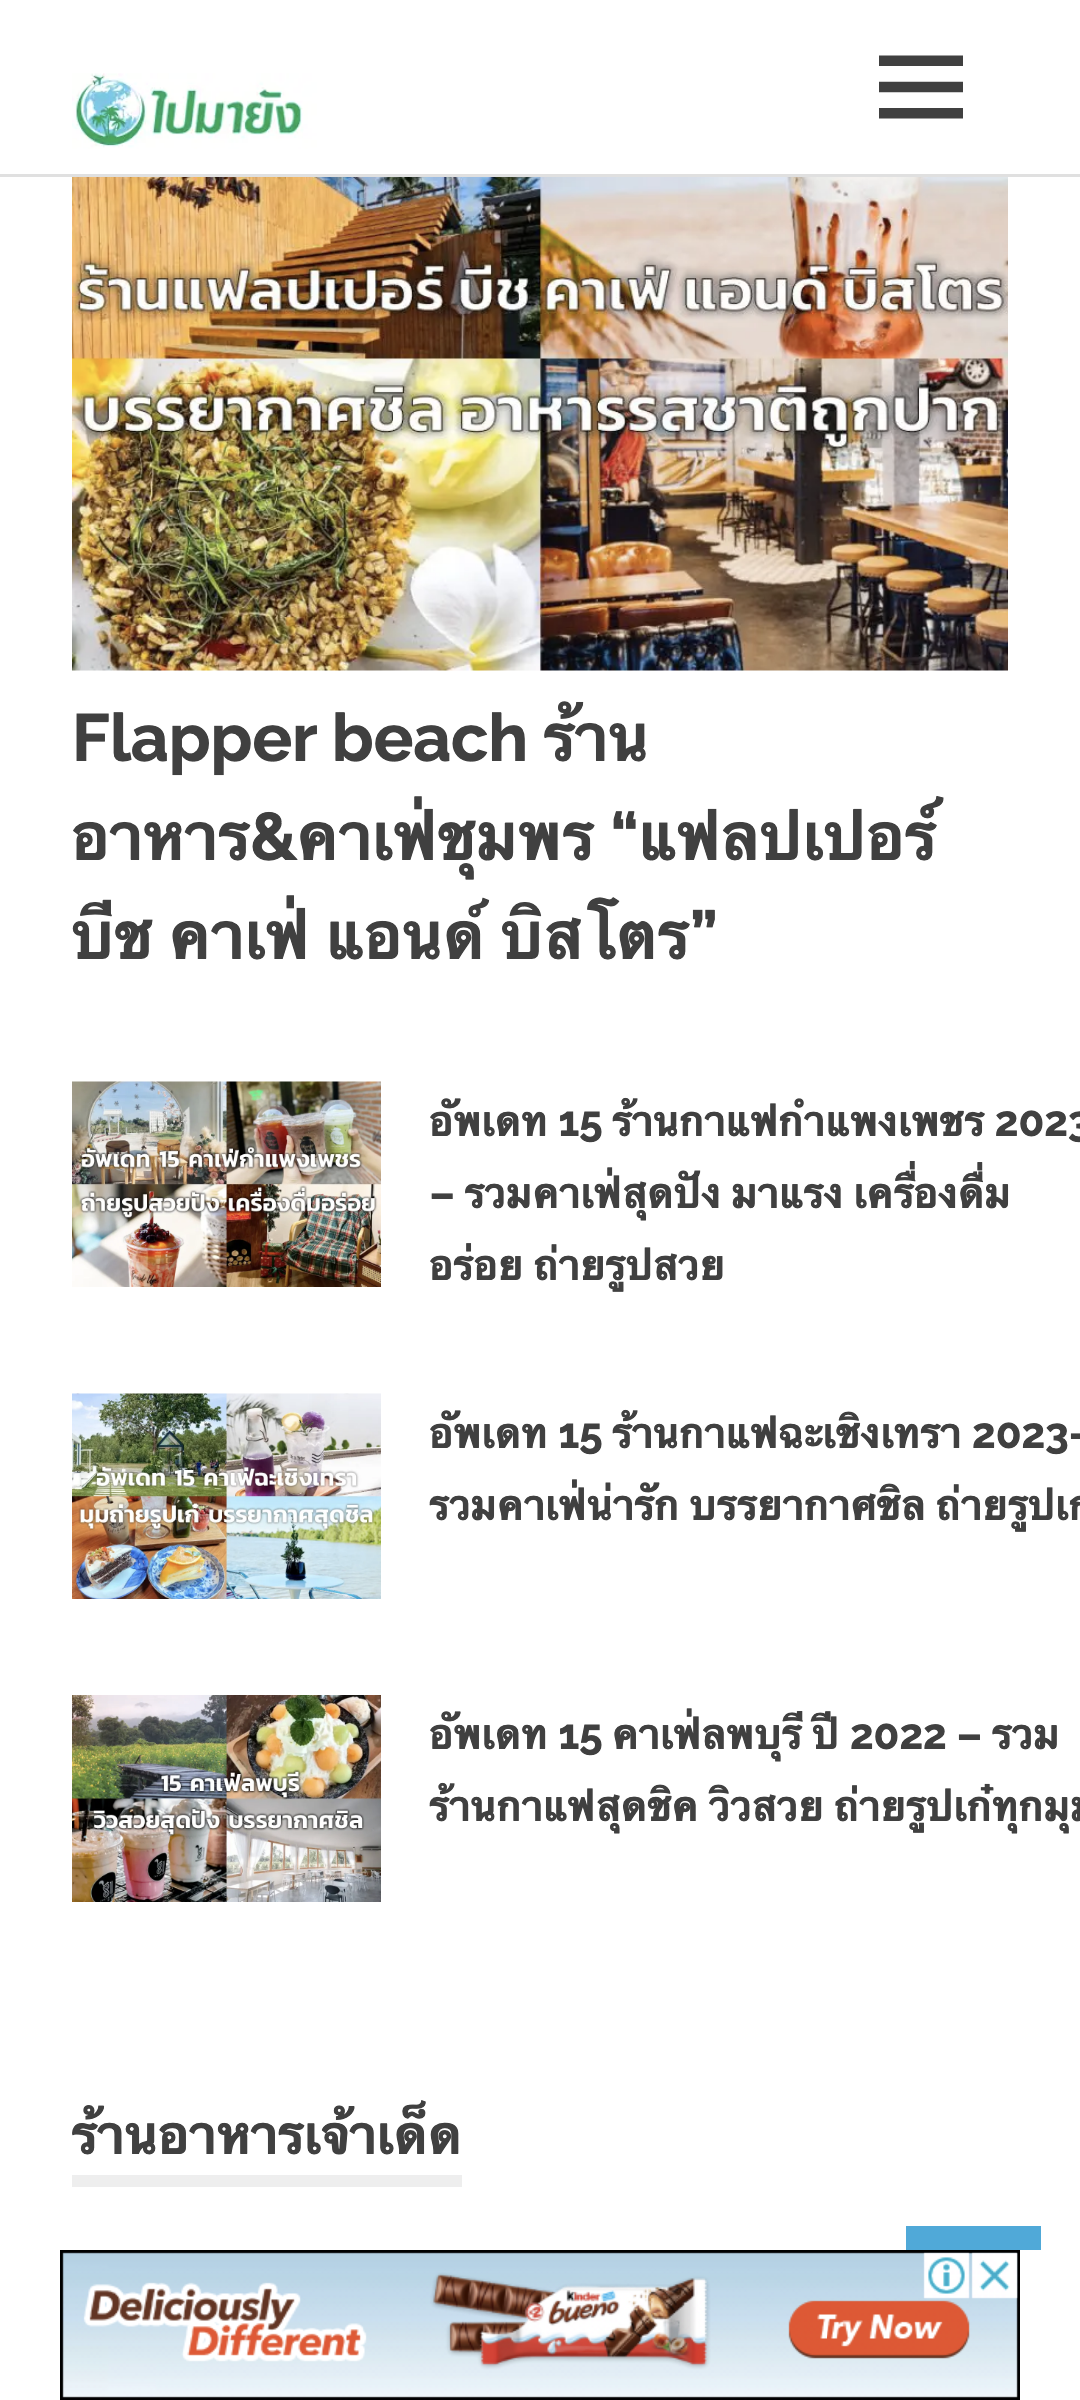 ไปมายัง
BEACH
ร้านแฟลปเปอร์ บีช คาเฟ่ แอนด์ บิสโตร
บรรยากาศชิล อาหารรสชาติถูกปาก
Flapper beach ร้าน
อาหาร&คาเฟ่ชุมพร “แฟลปเปอร์
บีช คาเฟ่ แอนด์ บิสโตร”
อัพเดท 15 คาเฟ่กำแพงเพชร
ถ่ายรูปสวยปัง เครื่องดื่มอร่อย
อัพเดท 15 ร้านกาแฟกำแพงเพชร 2023
– รวมคาเฟ่สุดปัง มาแรง เครื่องดื่ม
อร่อย ถ่ายรูปสวย
อัพเดท 15 คาเฟ่ฉะเชิงเทรา
มุมถ่ายรูปเก๋ บรรยากาศสุดชิล
อัพเดท 15 ร้านกาแฟฉะเชิงเทรา 2023-
รวมคาเฟ่น่ารัก บรรยากาศชิล ถ่ายรูปเก
15 คาเฟ่ลพบุรี
วิวสวยสุดปัง บรรยากาศชิล
อัพเดท 15 คาเฟ่ลพบุรี ปี 2022 – รวม
ร้านกาแฟสุดชิค วิวสวย ถ่ายรูปเก๋ทุกมุม
ร้านอาหารเจ้าเด็ด
Deliciously
Different
Kinder
bueno
Try Now